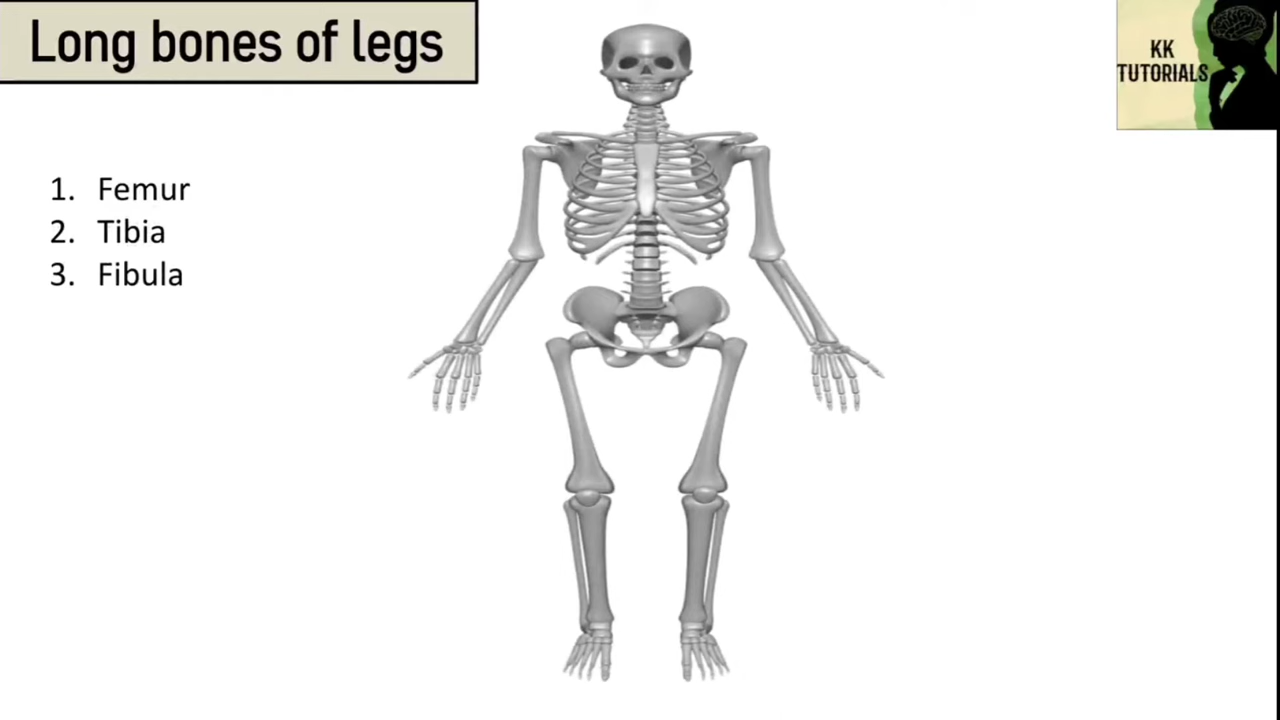 Long bones of legs
KK
TUTORIALS
1. Femur
2. Tibia
3. Fibula